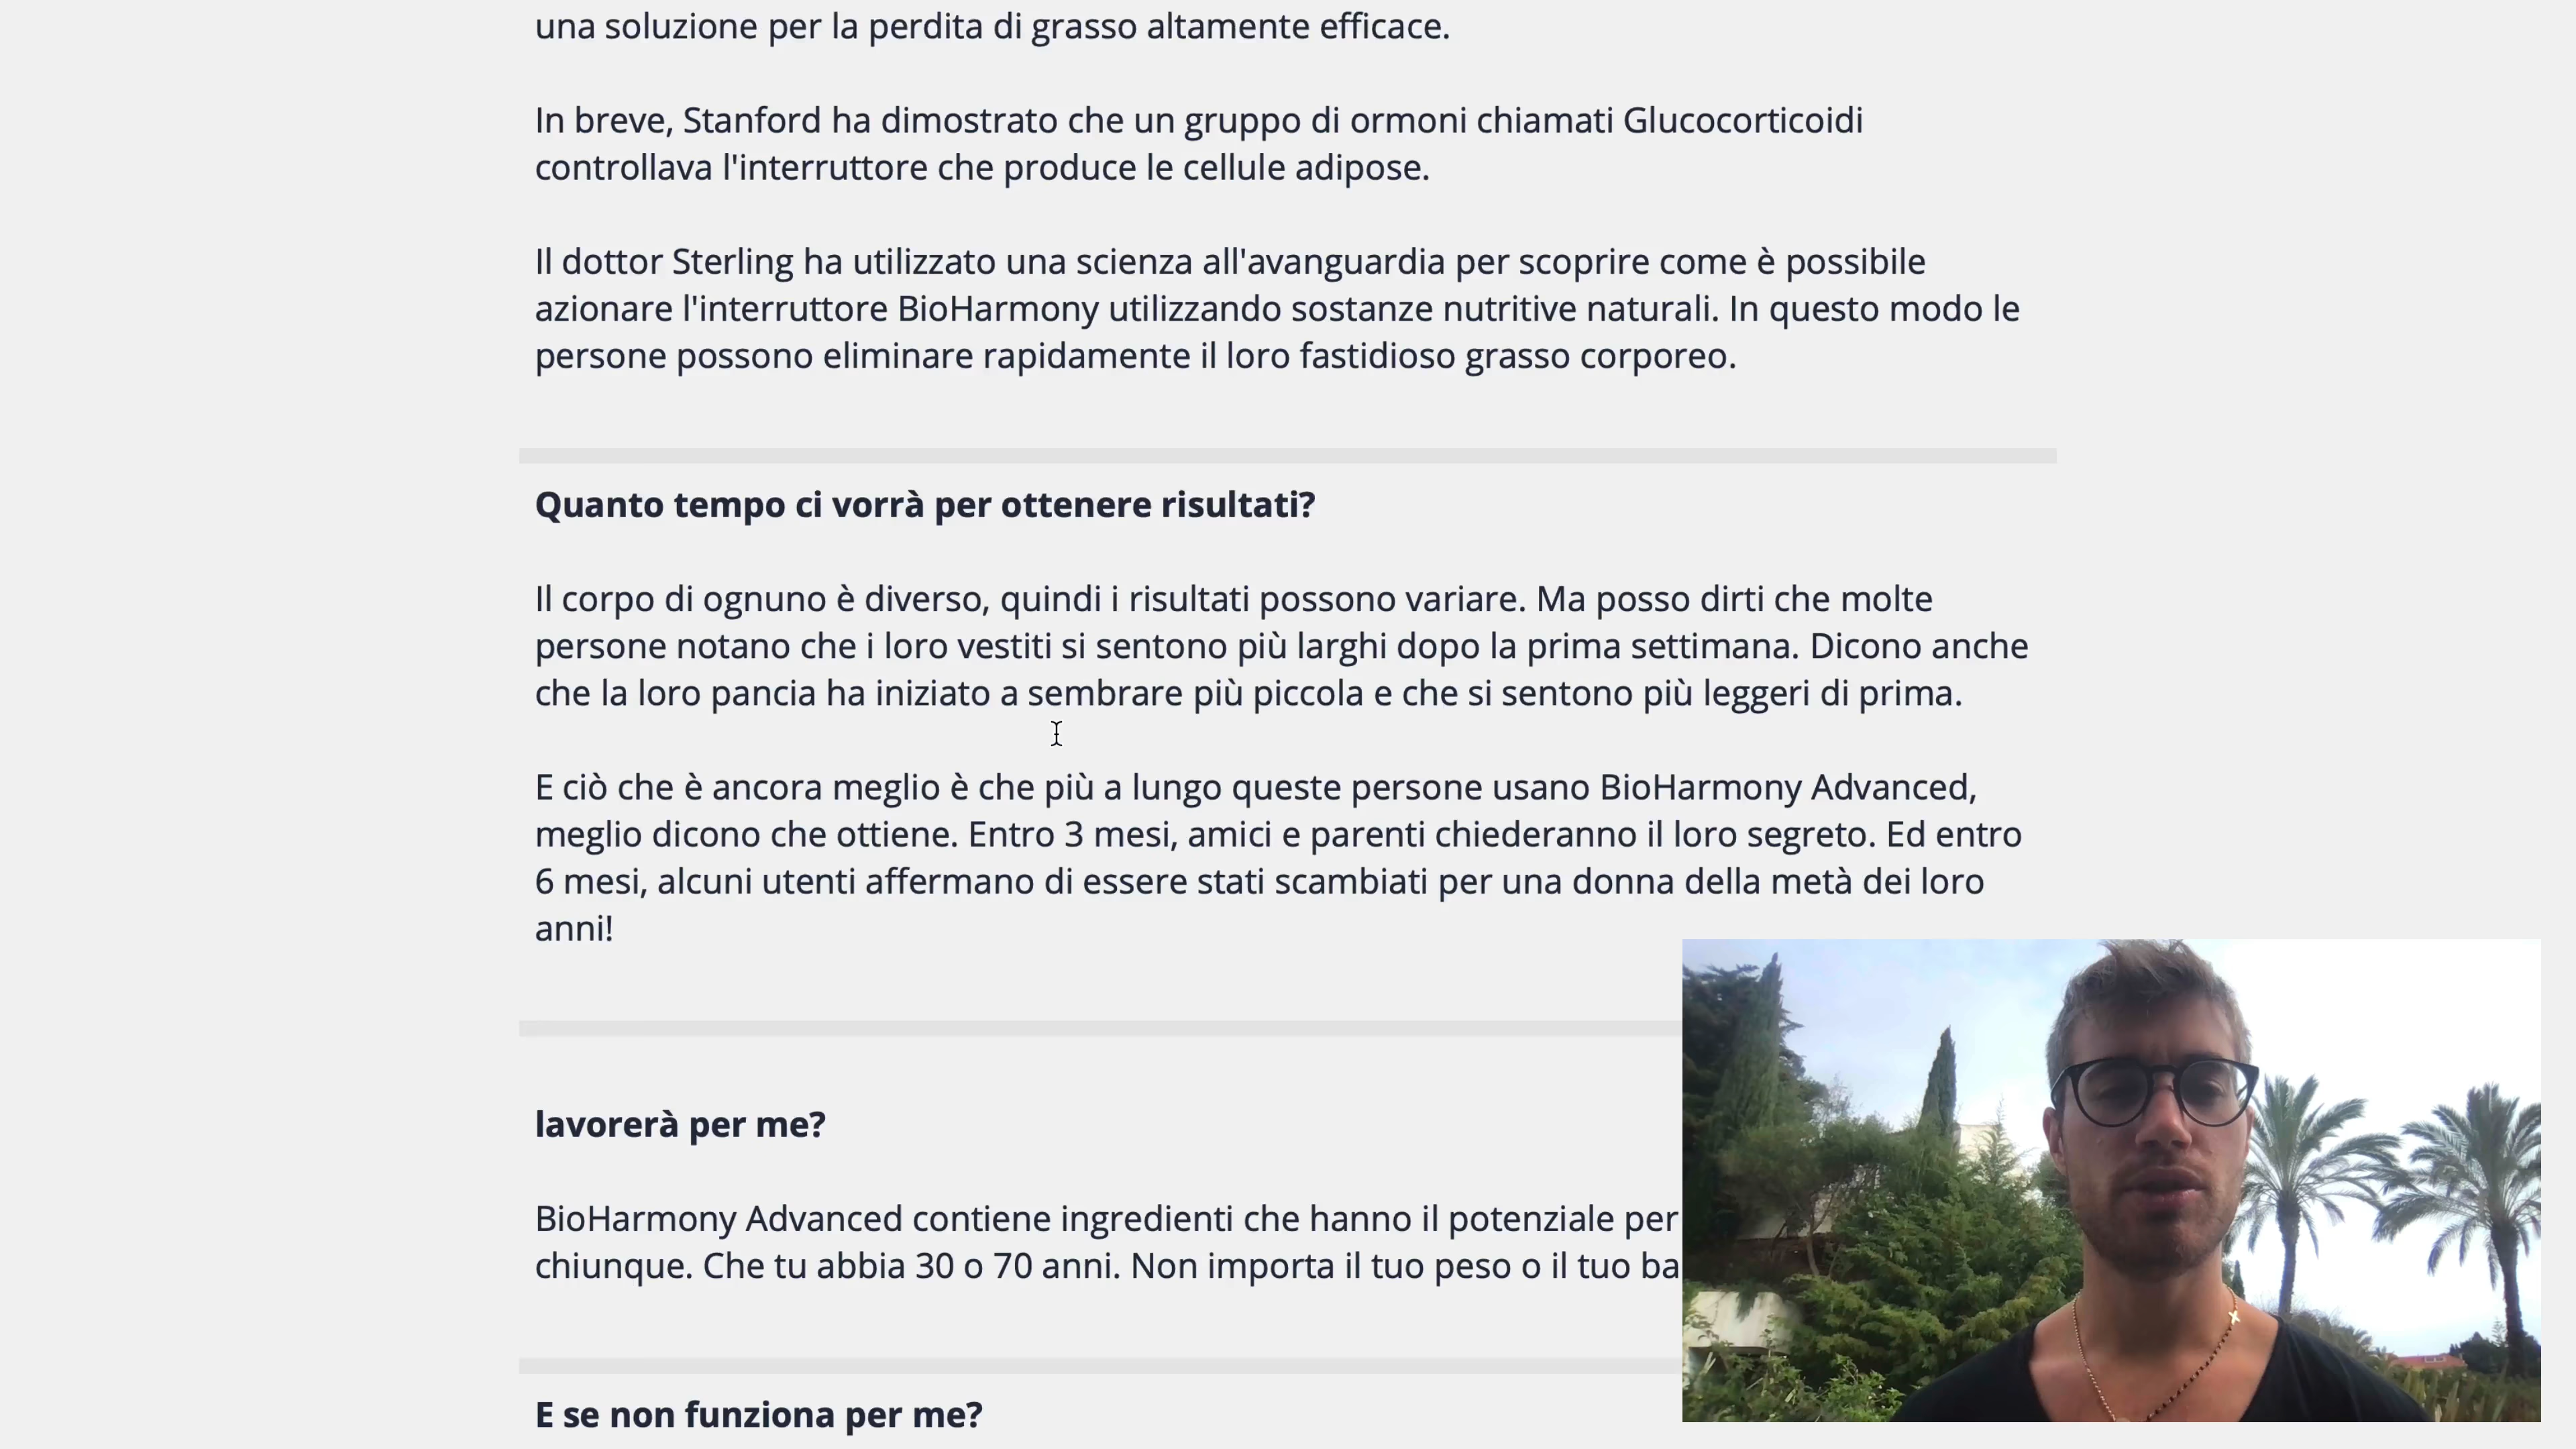 una soluzione per la perdita di grasso altamente efficace.
In breve, Stanford ha dimostrato che un gruppo di ormoni chiamati Glucocorticoidi
controllava l'interruttore che produce le cellule adipose.
Il dottor Sterling ha utilizzato una scienza all'avanguardia per scoprire come è possibile
azionare l'interruttore BioHarmony utilizzando sostanze nutritive naturali. In questo modo le
persone possono eliminare rapidamente il loro fastidioso grasso corporeo.
Quanto tempo ci vorrà per ottenere risultati?
Il corpo di ognuno è diverso, quindi i risultati possono variare. Ma posso dirti che molte
persone notano che i loro vestiti si sentono più larghi dopo la prima settimana. Dicono anche
che la loro pancia ha iniziato a sembrare più piccola e che si sentono più leggeri di prima.
E ciò che è ancora meglio è che più a lungo queste persone usano BioHarmony Advanced,
meglio dicono che ottiene. Entro 3 mesi, amici e parenti chiederanno il loro segreto. Ed entro
6 mesi, alcuni utenti affermano di essere stati scambiati per una donna della metà dei loro
anni!
lavorerà per me?
BioHarmony Advanced contiene ingredienti che hanno il potenziale per
chiunque. Che tu abbia 30 o 70 anni. Non importa il tuo peso o il tuo
E se non funziona per me?